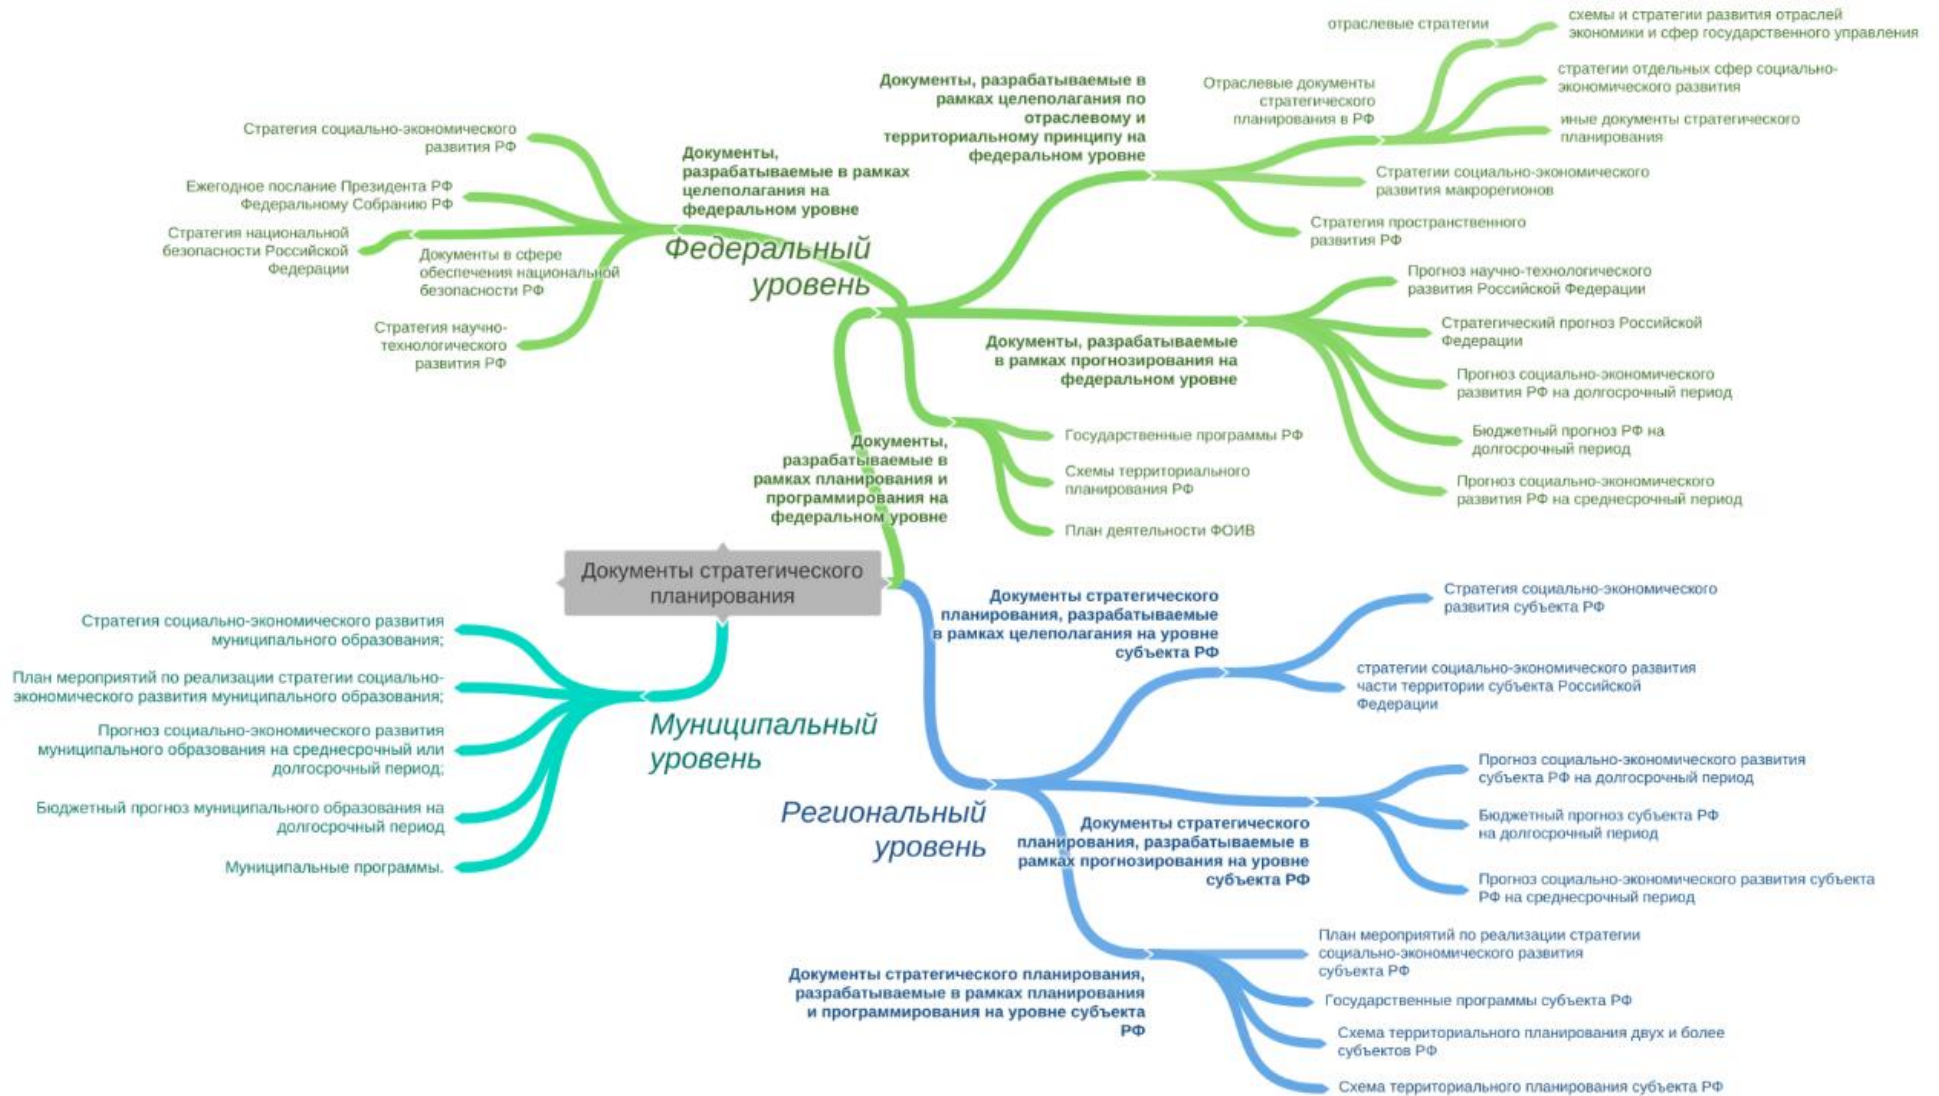 Документы стратегического
планирования
Федеральный
уровень
Документы,
разрабатываемые в рамках
целеполагания на
федеральном уровне
Стратегия социально-экономического
развития РФ
Ежегодное послание Президента РФ
Федеральному Собранию РФ
Документы в сфере
обеспечения национальной
безопасности РФ
Стратегия национальной
безопасности Российской
Федерации
Стратегия научно-
технологического
развития РФ
Документы, разрабатываемые в
рамках целеполагания по
отраслевому и
территориальному принципу на
федеральном уровне
Отраслевые документы
стратегического
планирования в РФ
отраслевые стратегии
схемы и стратегии развития отраслей
экономики и сфер государственного управления
стратегии отдельных сфер социально-
экономического развития
иные документы стратегического
планирования
Стратегии социально-экономического
развития макрорегионов
Стратегия пространственного
развития РФ
Документы, разрабатываемые
в рамках прогнозирования на
федеральном уровне
Прогноз научно-технологического
развития Российской Федерации
Стратегический прогноз Российской
Федерации
Прогноз социально-экономического
развития РФ на долгосрочный период
Бюджетный прогноз РФ на
долгосрочный период
Прогноз социально-экономического
развития РФ на среднесрочный период
Документы,
разрабатываемые в
рамках планирования и
программирования на
федеральном уровне
Государственные программы РФ
Схемы территориального
планирования РФ
План деятельности ФОИВ
Региональный
уровень
Документы стратегического
планирования, разрабатываемые
в рамках целеполагания на уровне
субъекта РФ
Стратегия социально-экономического
развития субъекта РФ
стратегии социально-экономического развития
части территории субъекта Российской
Федерации
Документы стратегического
планирования, разрабатываемые в
рамках прогнозирования на уровне
субъекта РФ
Прогноз социально-экономического развития
субъекта РФ на долгосрочный период
Бюджетный прогноз субъекта РФ
на долгосрочный период
Прогноз социально-экономического развития субъекта
РФ на среднесрочный период
Документы стратегического планирования,
разрабатываемые в рамках планирования
и программирования на уровне субъекта
РФ
План мероприятий по реализации стратегии
социально-экономического развития
субъекта РФ
Государственные программы субъекта РФ
Схема территориального планирования двух и более
субъектов РФ
Схема территориального планирования субъекта РФ
Муниципальный
уровень
Стратегия социально-экономического развития
муниципального образования;
План мероприятий по реализации стратегии социально-
экономического развития муниципального образования;
Прогноз социально-экономического развития
муниципального образования на среднесрочный или
долгосрочный период;
Бюджетный прогноз муниципального образования на
долгосрочный период
Муниципальные программы.